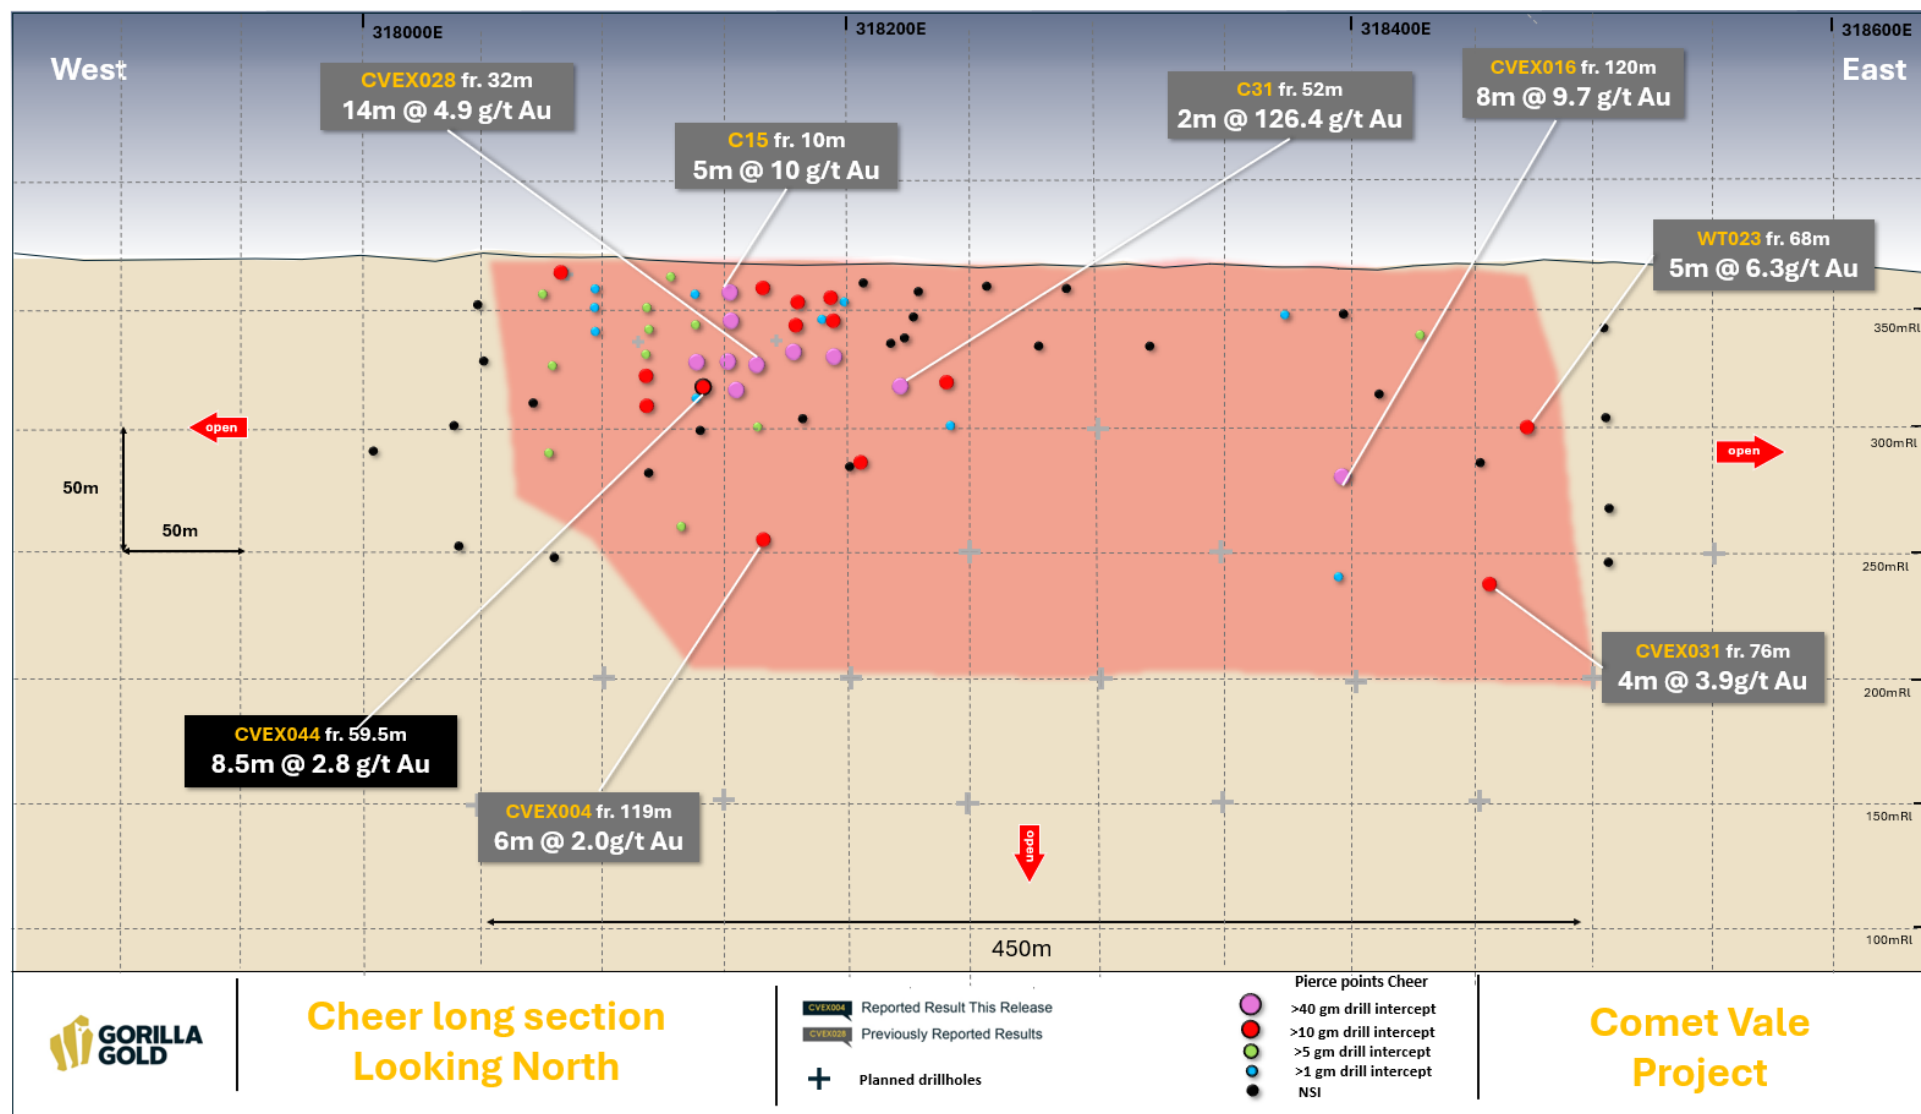 318000E
318200E
318400E
318600E
West
East
CVEX028 fr. 32m
14m @ 4.9 g/t Au
C15 fr. 10m
5m @ 10 g/t Au
C31 fr. 52m
2m @ 126.4 g/t Au
CVEX016 fr. 120m
8m @ 9.7 g/t Au
WT023 fr. 68m
5m @ 6.3g/t Au
350mRl
open
300mRl
open
50m
50m
250mRl
CVEX031 fr. 76m
4m @ 3.9g/t Au
200mRl
CVEX044 fr. 59.5m
8.5m @ 2.8 g/t Au
CVEX004 fr. 119m
6m @ 2.0g/t Au
150mRl
open
100mRl
450m
GORILLA
GOLD
Cheer long section
Looking North
CVEX004 Reported Result This Release
CVEX028 Previously Reported Results
Planned drillholes
Pierce points Cheer
>40 gm drill intercept
>10 gm drill intercept
>5 gm drill intercept
>1 gm drill intercept
NSI
Comet Vale
Project